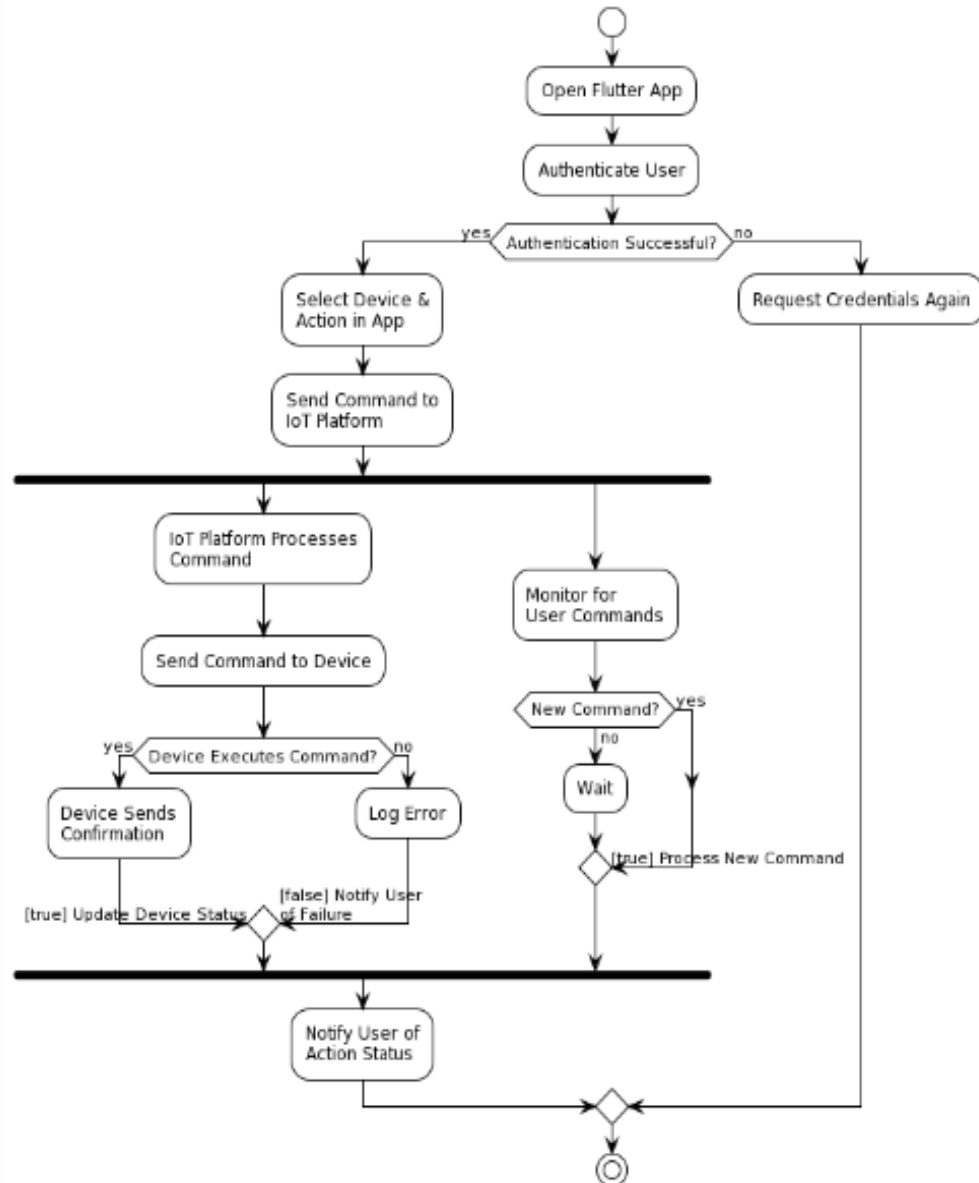 Open Flutter App
Authenticate User
yes
Authentication Successful?
no
Select Device &
Action in App
Request Credentials Again
Send Command to
IoT Platform
IoT Platform Processes
Command
Monitor for
User Commands
Send Command to Device
New Command?
yes
no
yes
Device Executes Command?
no
Wait
Device Sends
Confirmation
Log Error
[true] Process New Command
[true] Update Device Status
[false] Notify User
of Failure
Notify User of
Action Status